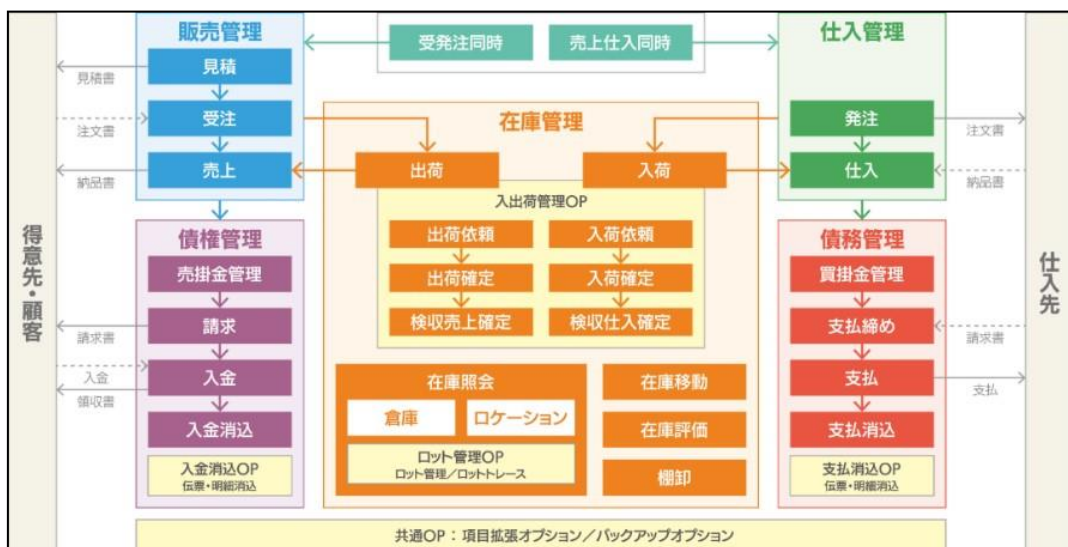 販売管理
受発注同時
売上仕入同時
仕入管理
見積
見積書
受注
注文書
売上
納品書
在庫管理
出荷
入荷
発注
注文書
仕入
納品書
入出荷管理OP
出荷依頼
入荷依頼
出荷確定
入荷確定
検収売上確定
検収仕入確定
得意先・顧客
債権管理
売掛金管理
請求
請求書
入金
入金
領収書
入金消込
入金消込OP
伝票・明細消込
在庫照会
倉庫
ロケーション
ロット管理OP
ロット管理／ロットトレース
在庫移動
在庫評価
棚卸
債務管理
買掛金管理
支払締め
請求書
支払
支払
支払消込
支払消込OP
伝票・明細消込
仕入先
共通OP：項目拡張オプション／バックアップオプション